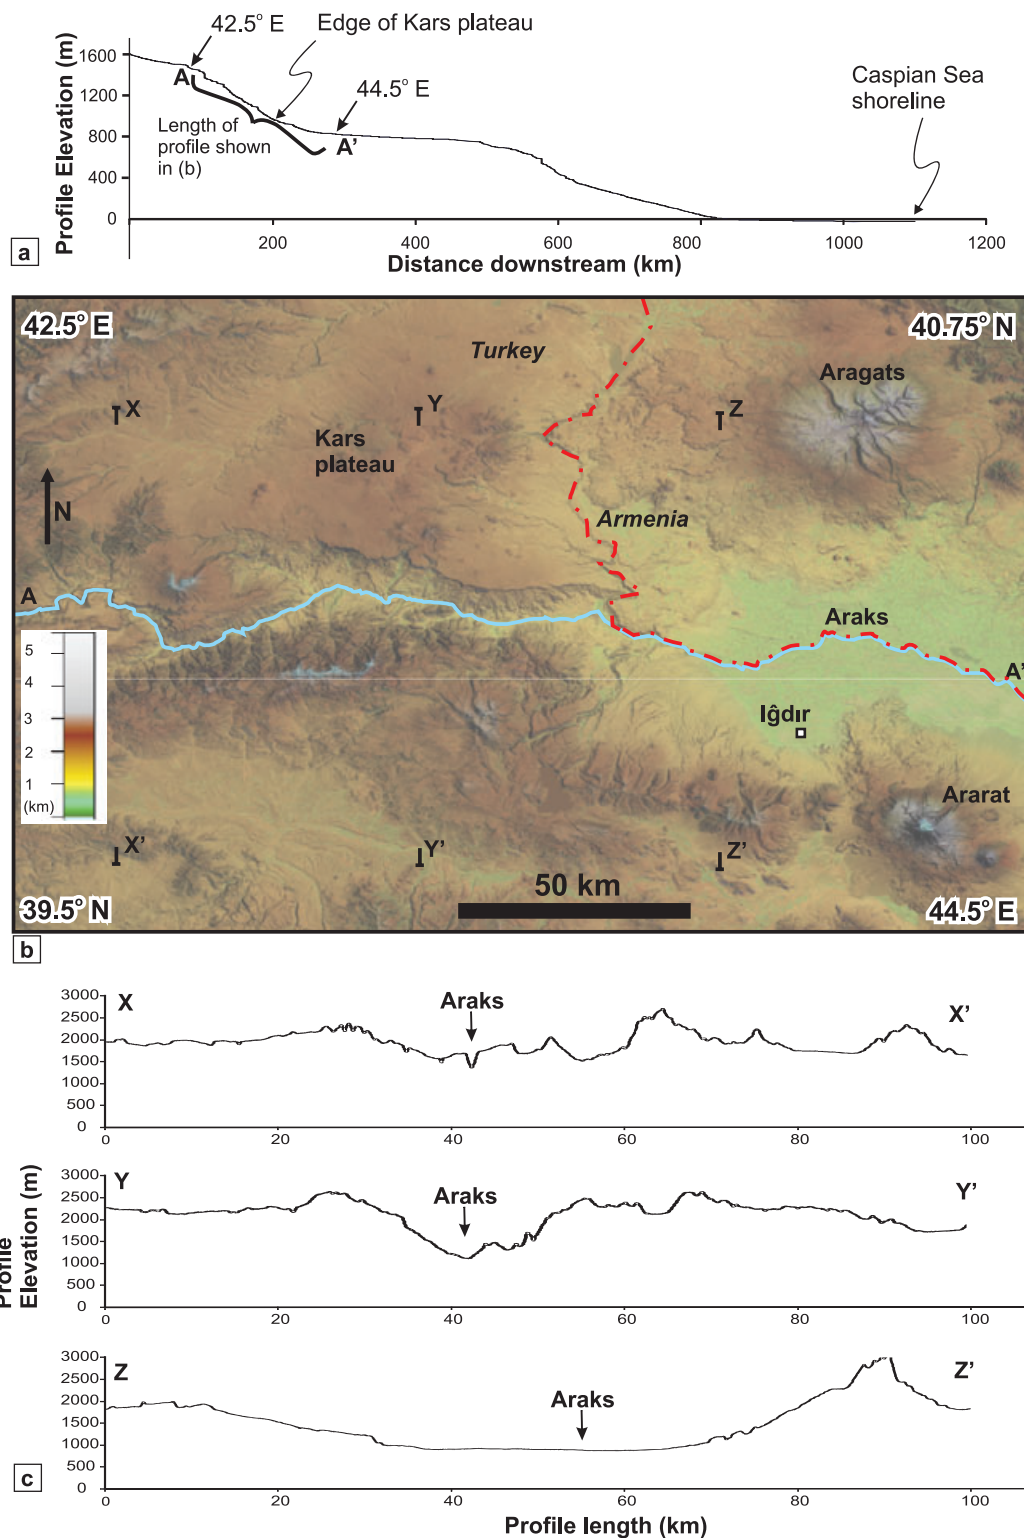 42.5° E
Edge of Kars plateau
1600
1200
800
400
0
Profile Elevation (m)
A
44.5° E
A'
Length of
profile shown
in (b)
Caspian Sea
shoreline
200
400
600
800
1000
1200
Distance downstream (km)
a
42.5° E
40.75° N
Turkey
Aragats
X
Y
Z
Kars
plateau
N
Armenia
A
Araks
A'
5
4
3
2
1
(km)
Iĝdır
Ararat
X'
Y'
Z'
50 km
39.5° N
44.5° E
b
3000
2500
2000
1500
1000
500
0
X
Araks
X'
0
20
40
60
80
100
3000
2500
2000
1500
1000
500
0
Y
Araks
Y'
0
20
40
60
80
100
Profile
Elevation (m)
3000
2500
2000
1500
1000
500
0
Z
Araks
Z'
0
20
40
60
80
100
c
Profile length (km)